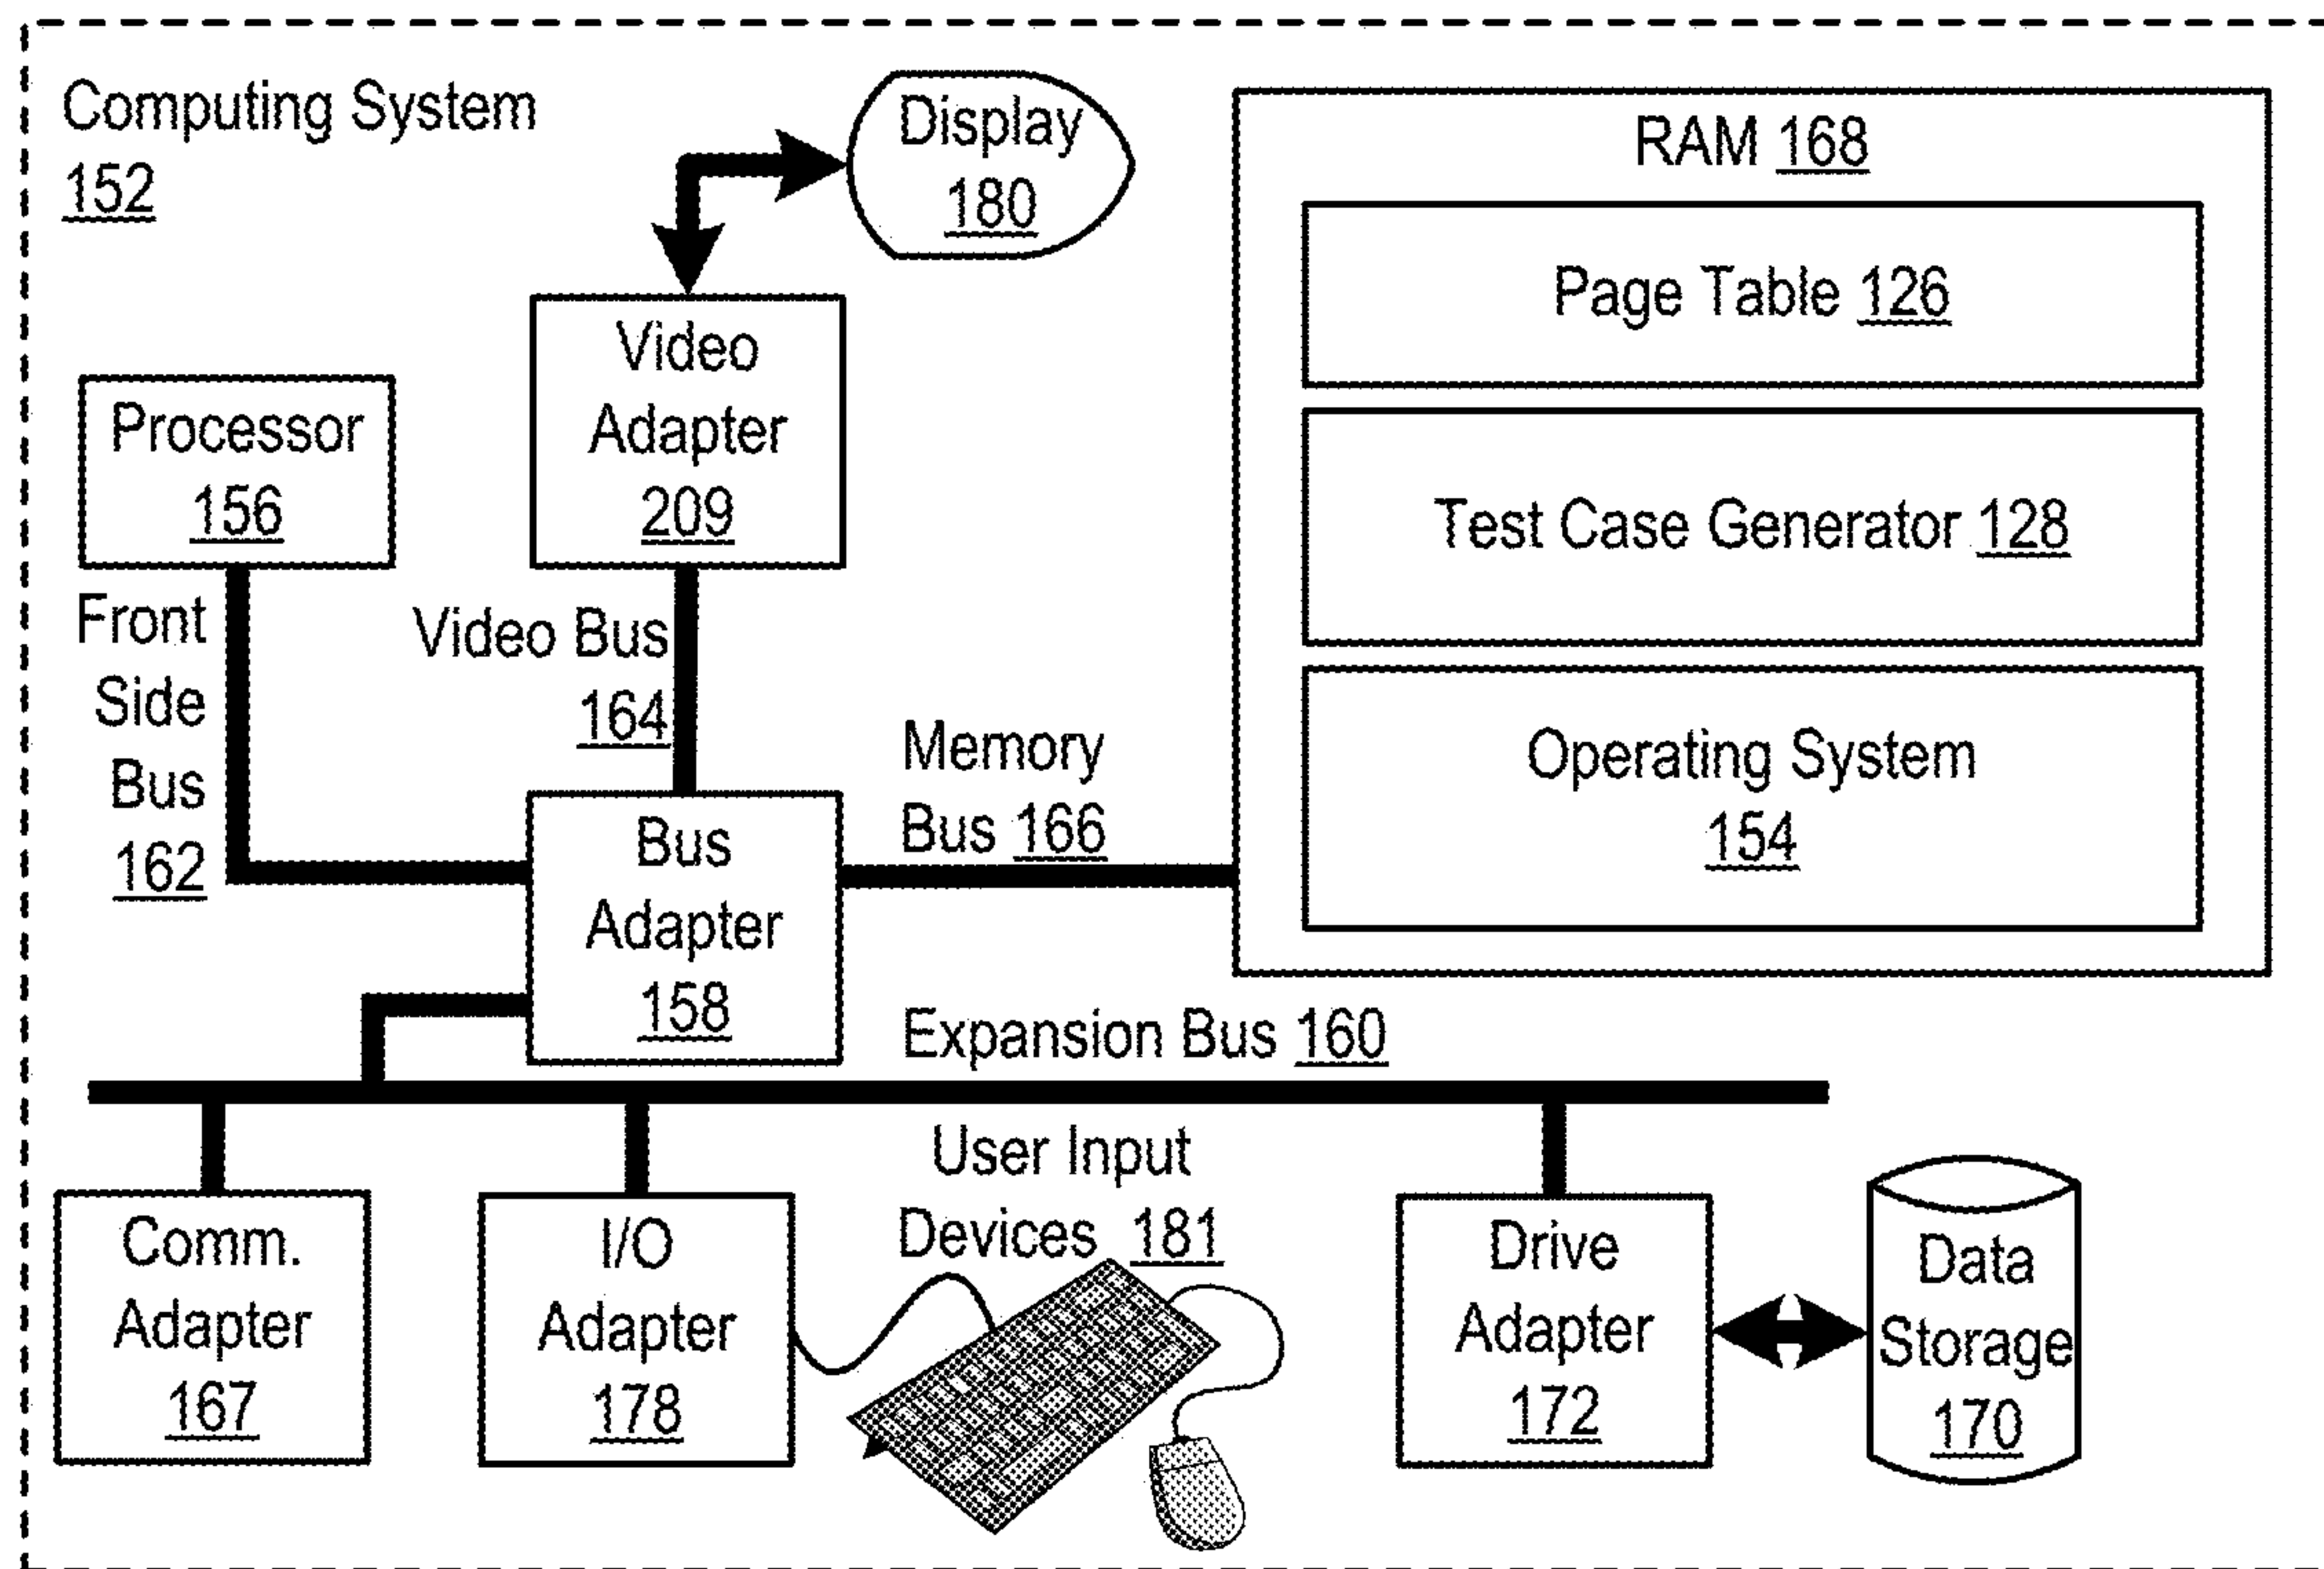 Computing System
152
Display
180
RAM 168
Page Table 126
Test Case Generator 128
Operating System
154
Video
Adapter
209
Processor
156
Front
Side
Bus
162
Video Bus
164
Memory
Bus 166
Bus
Adapter
158
Expansion Bus 160
Comm.
Adapter
167
I/O
Adapter
178
User Input
Devices 181
Drive
Adapter
172
Data
Storage
170